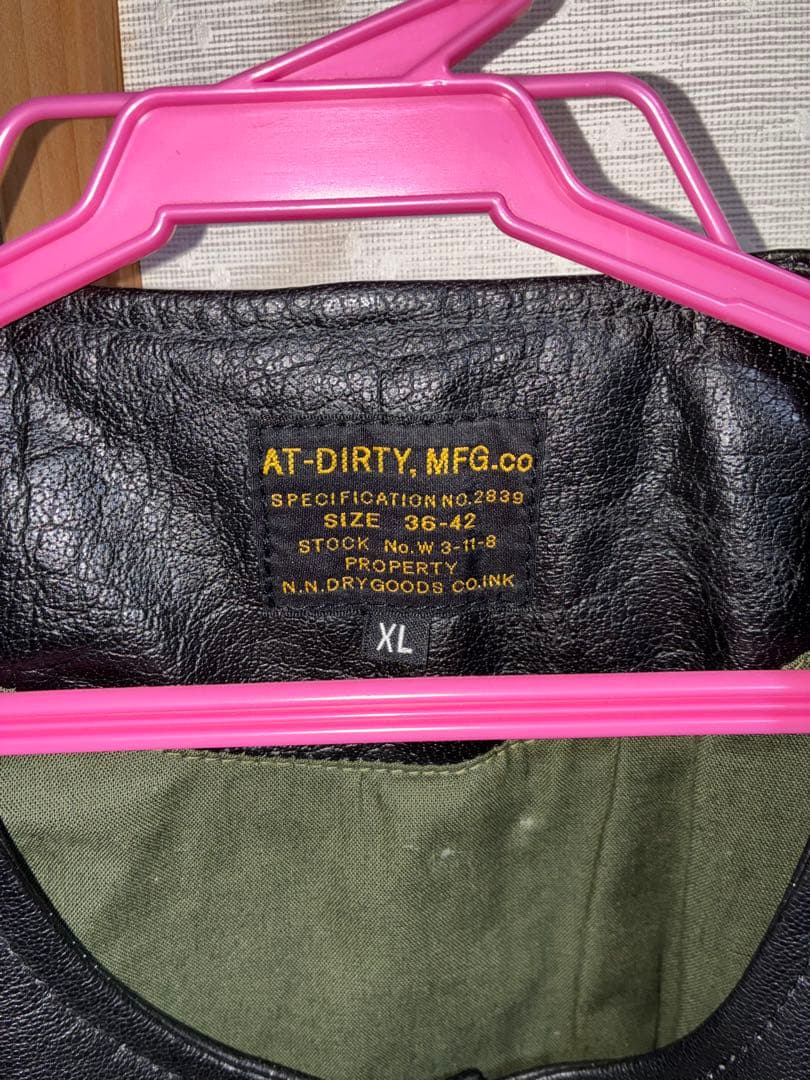 AT-DIRTY, MFG.co
SPECIFICATION NO.2839
SIZE 36-42
STOCK No. W 3-11-8
PROPERTY
N.N.DRYGOODS CO.INK
XL